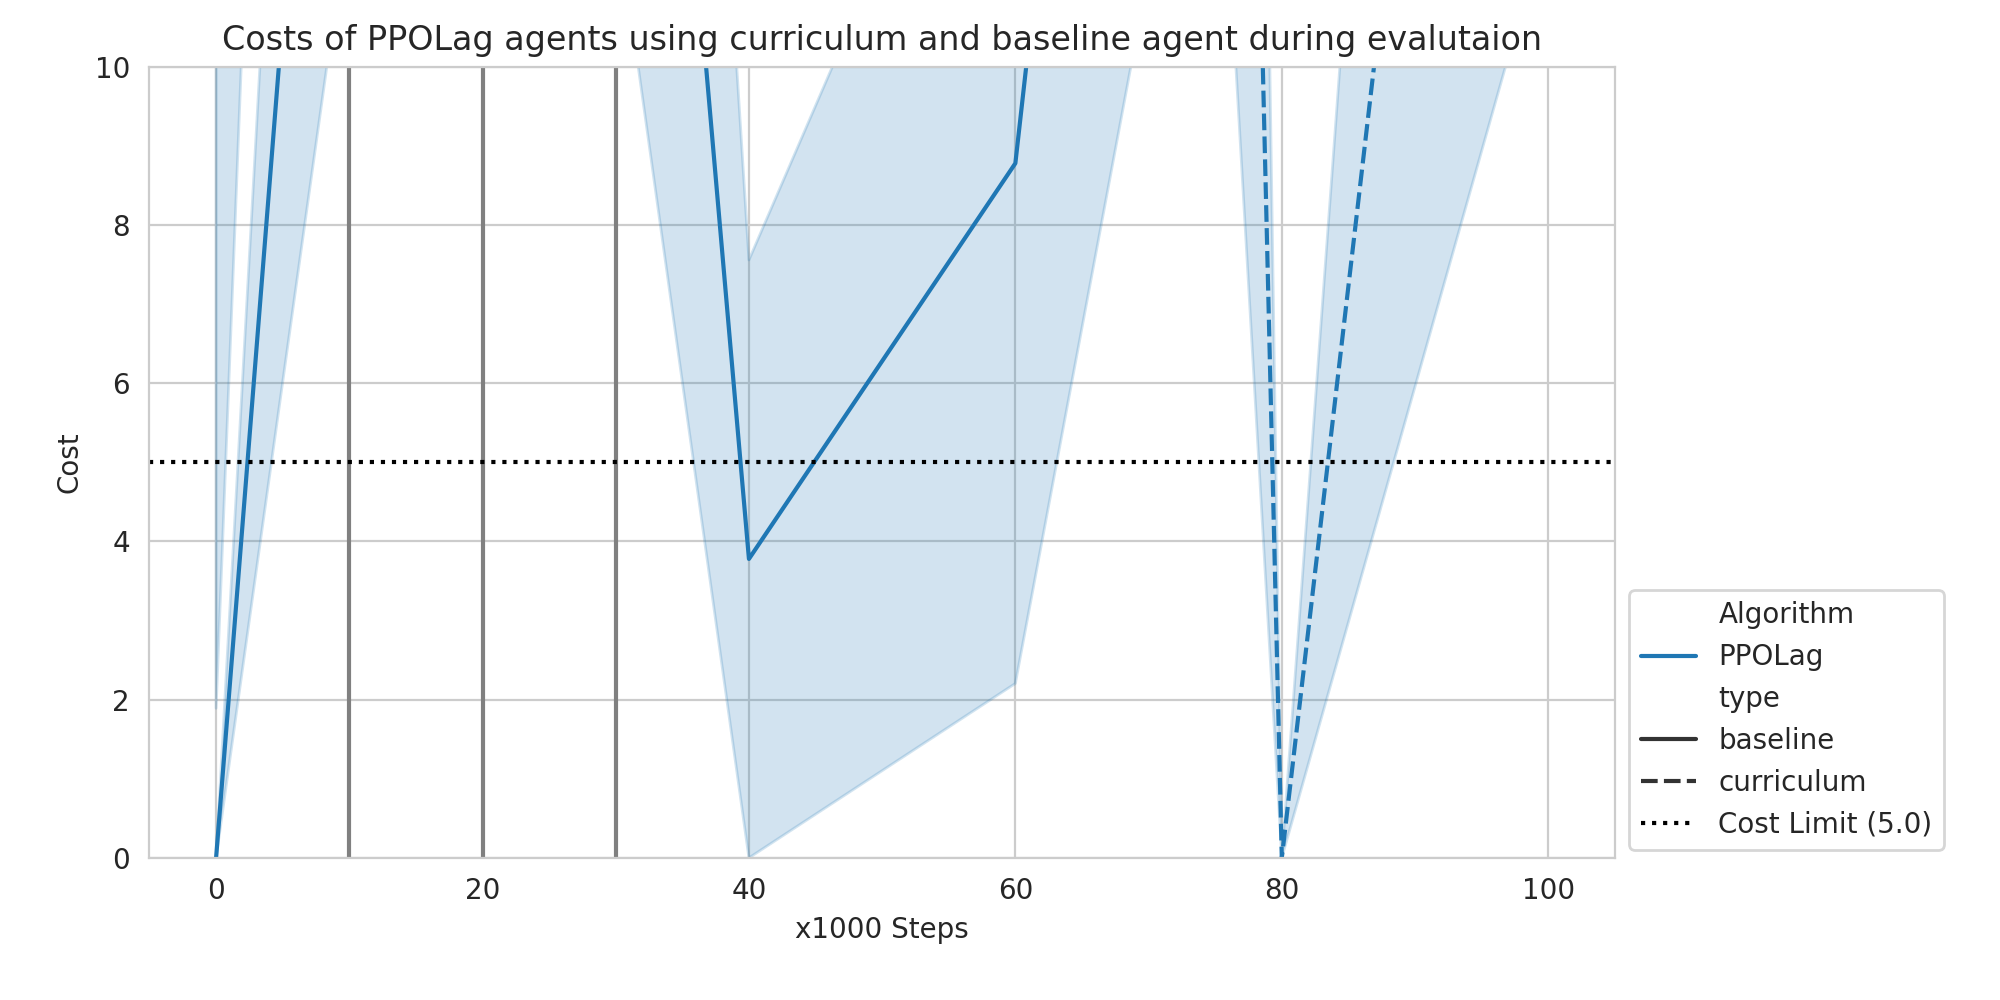 Costs of PPOLag agents using curriculum and baseline agent during evalutaion
10
8
6
4
2
0
Cost
0 20 40 60 80 100
x1000 Steps
Algorithm
PPOLag
type
baseline
curriculum
Cost Limit (5.0)